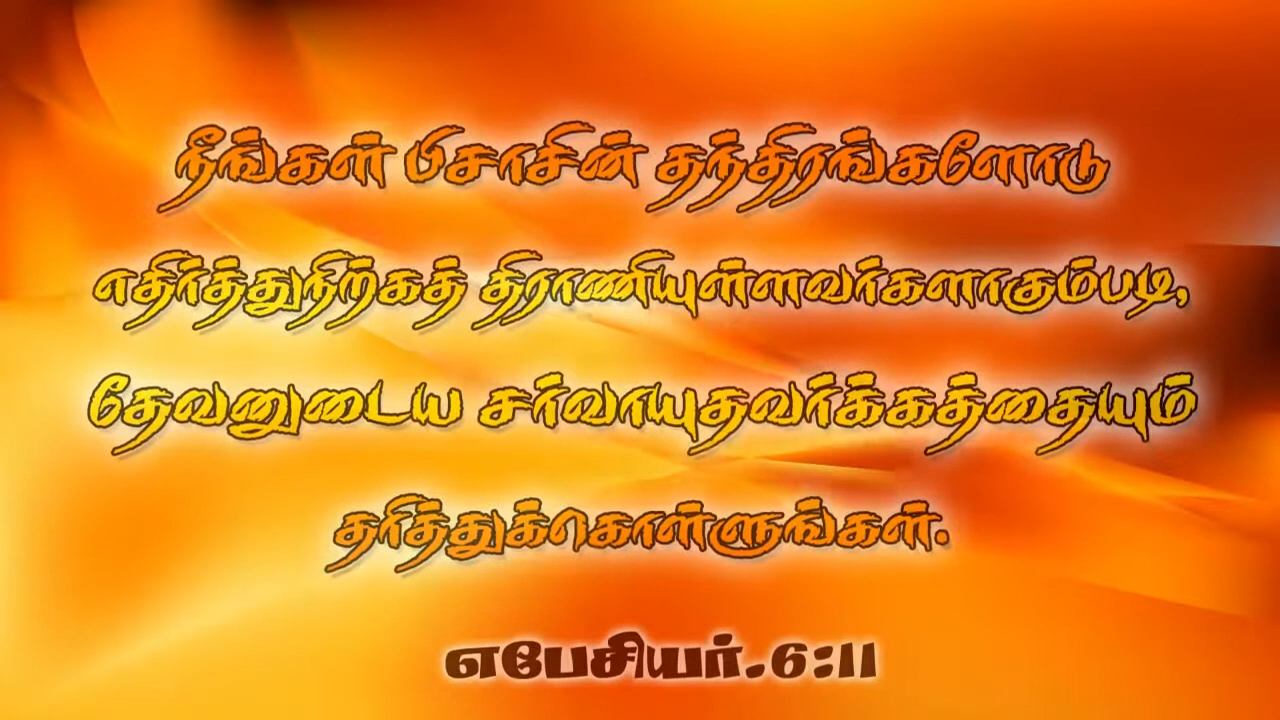 நீங்கள் பிசாசின் தந்திரங்களோடு
எதிர்த்துநிற்கத் திராணியுள்ளவர்களாகும்படி,
தேவனுடைய சர்வாயுதவர்க்கத்தையும்
தரித்துக்கொள்ளுங்கள்.
எபேசியர்.6:11